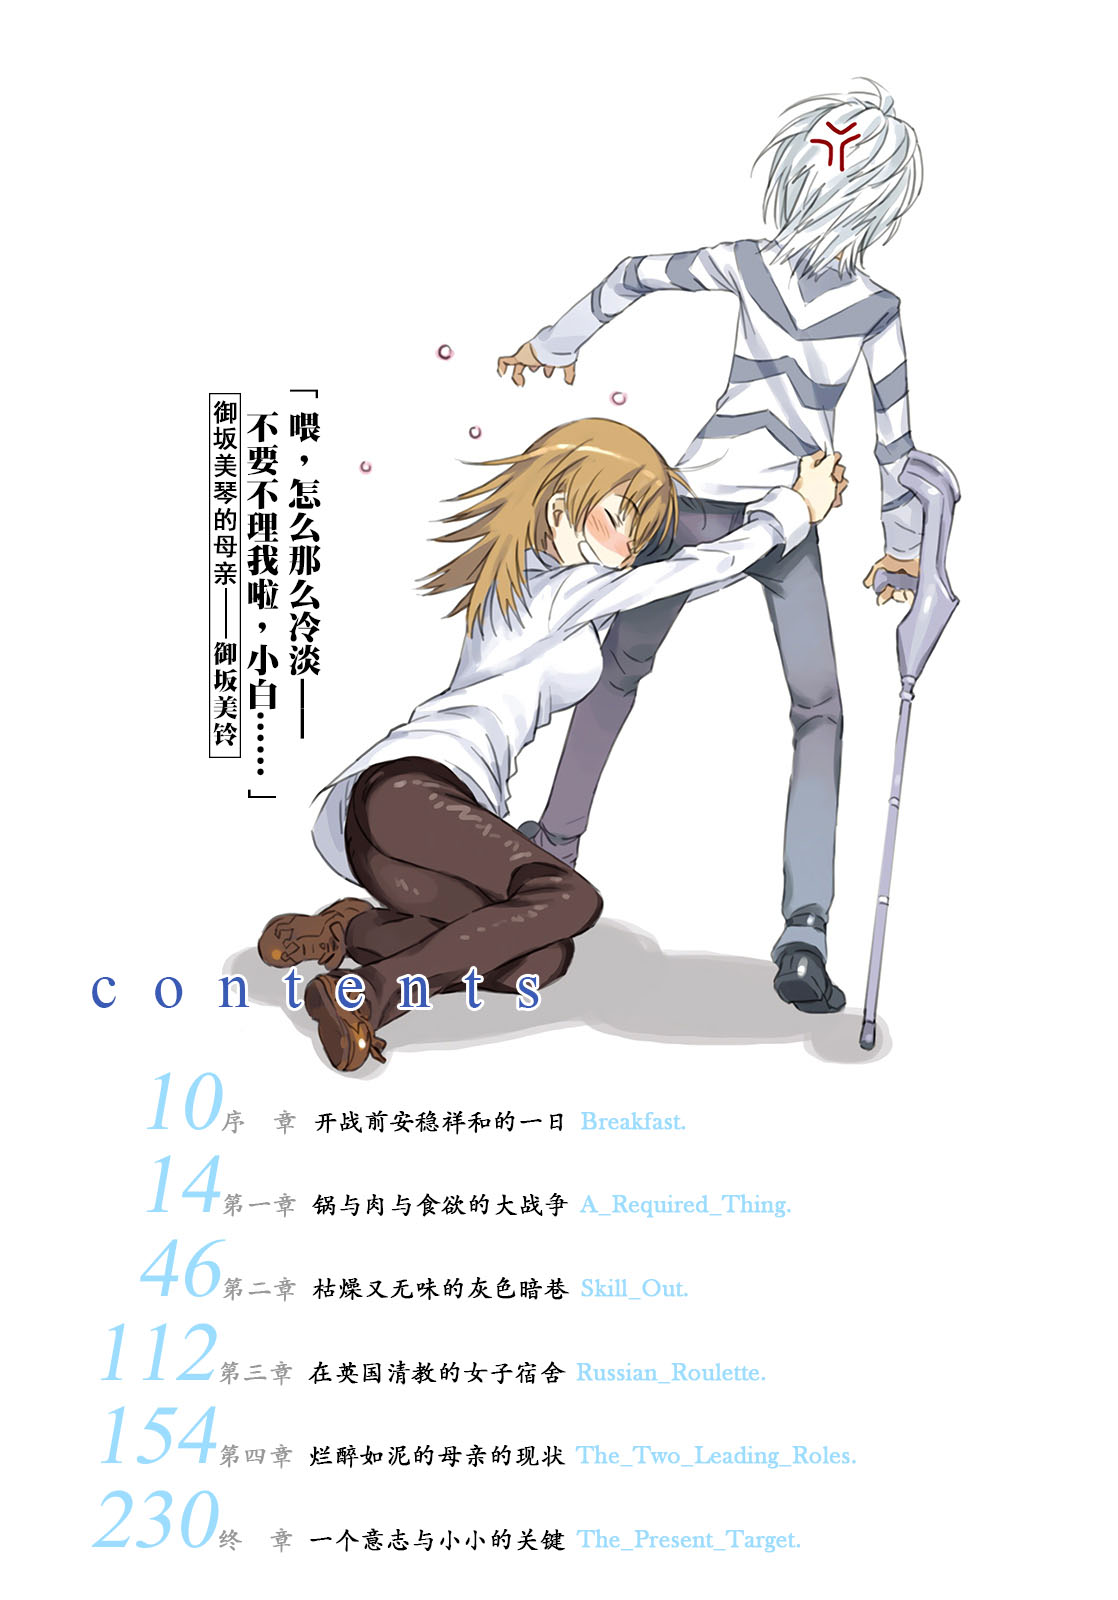 「喂，怎么那么冷淡——
不要不理我啦，小白……」
御坂美琴的母亲——御坂美铃
contents
10 序 章 开战前安稳祥和的一日 Breakfast.
14 第一章 锅与肉与食欲的大战争 A_Required_Thing.
46 第二章 枯燥又无味的灰色暗巷 Skill_Out.
112 第三章 在英国清教的女子宿舍 Russian_Roulette.
154 第四章 烂醉如泥的母亲的现状 The_Two_Leading_Roles.
230 终 章 一个意志与小小的关键 The_Present_Target.